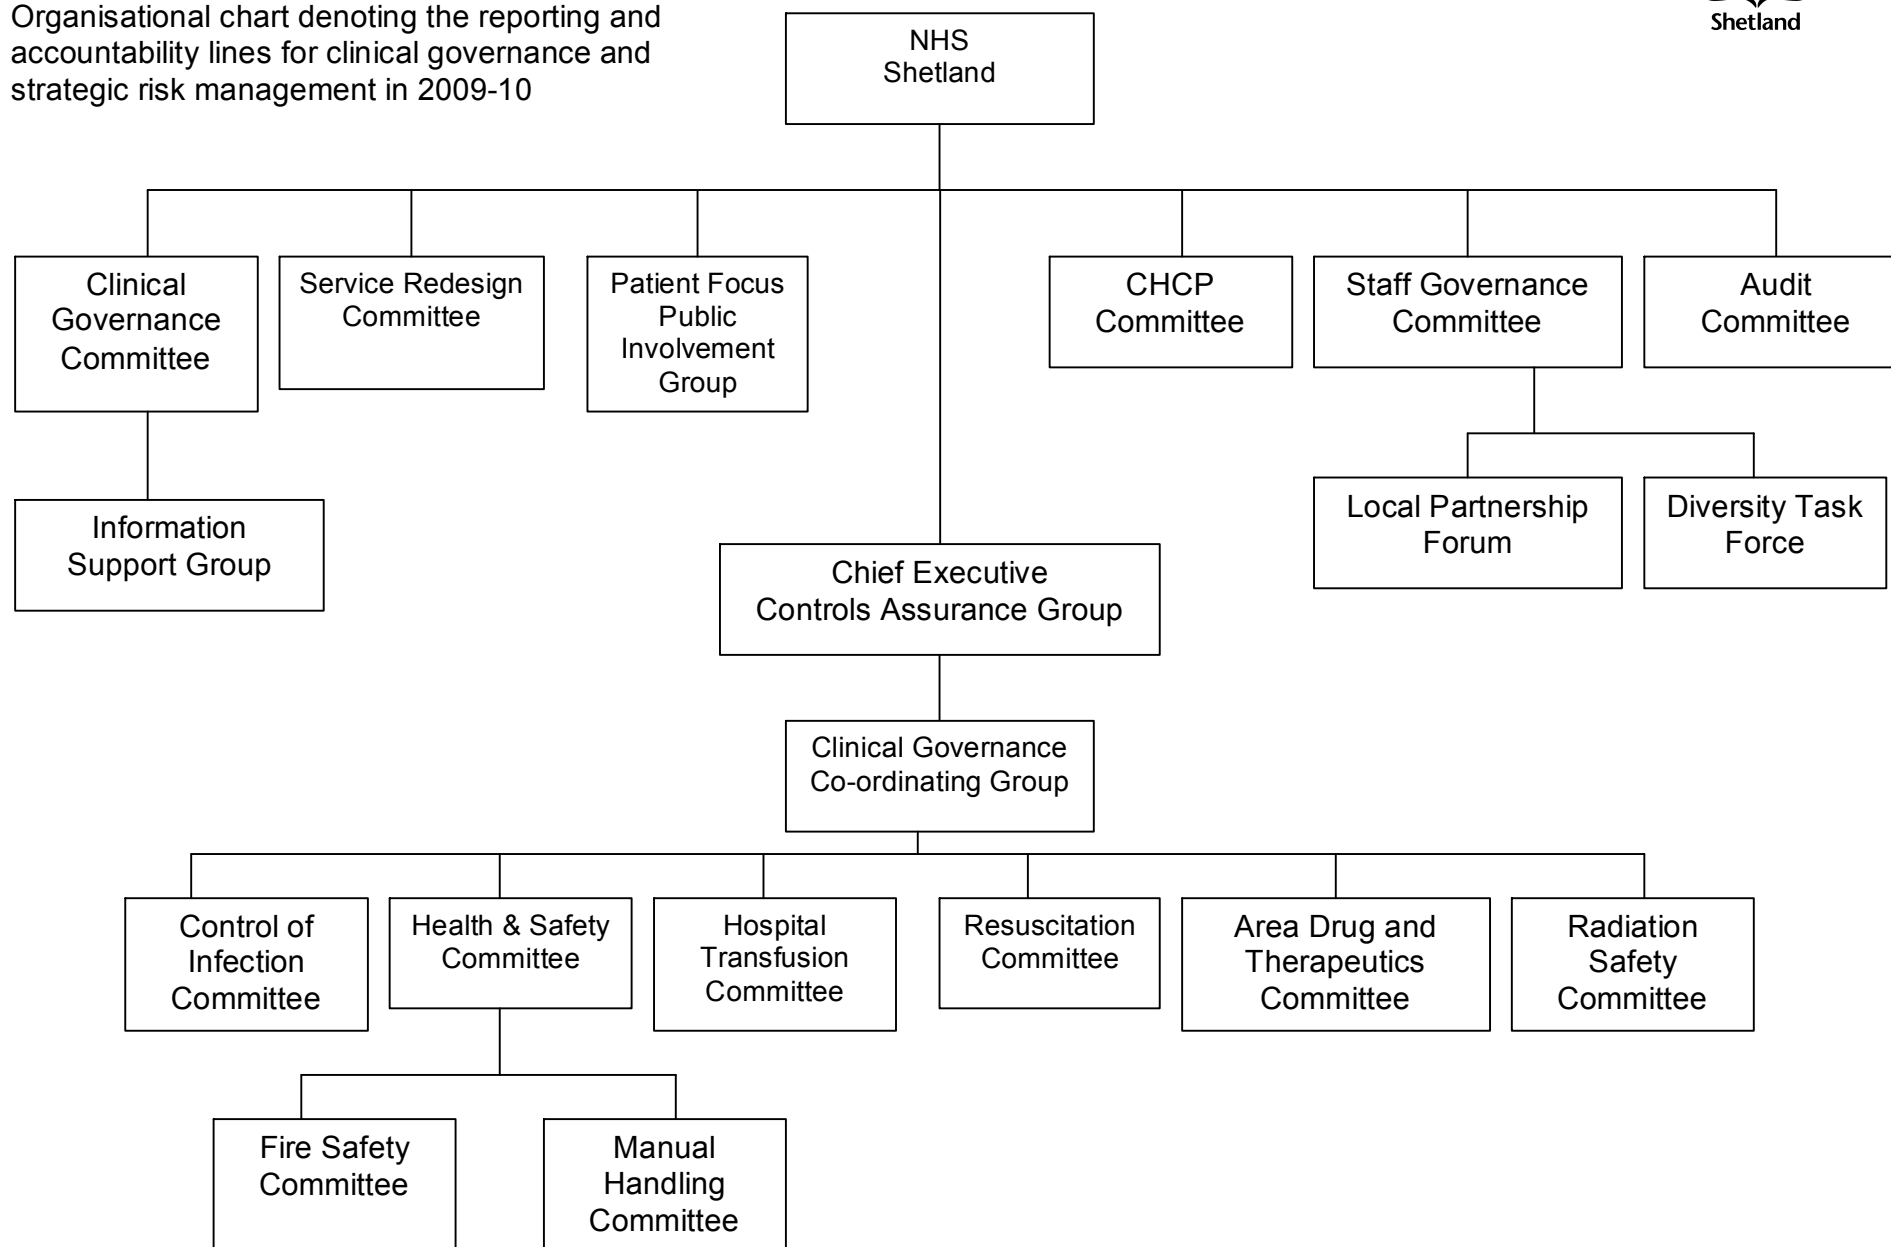 Organisational chart denoting the reporting and
accountability lines for clinical governance and
strategic risk management in 2009-10
Shetland
NHS
Shetland
Clinical
Governance
Committee
Service Redesign
Committee
Patient Focus
Public
Involvement
Group
CHCP
Committee
Staff Governance
Committee
Audit
Committee
Information
Support Group
Local Partnership
Forum
Diversity Task
Force
Chief Executive
Controls Assurance Group
Clinical Governance
Co-ordinating Group
Control of
Infection
Committee
Health & Safety
Committee
Hospital
Transfusion
Committee
Resuscitation
Committee
Area Drug and
Therapeutics
Committee
Radiation
Safety
Committee
Fire Safety
Committee
Manual
Handling
Committee